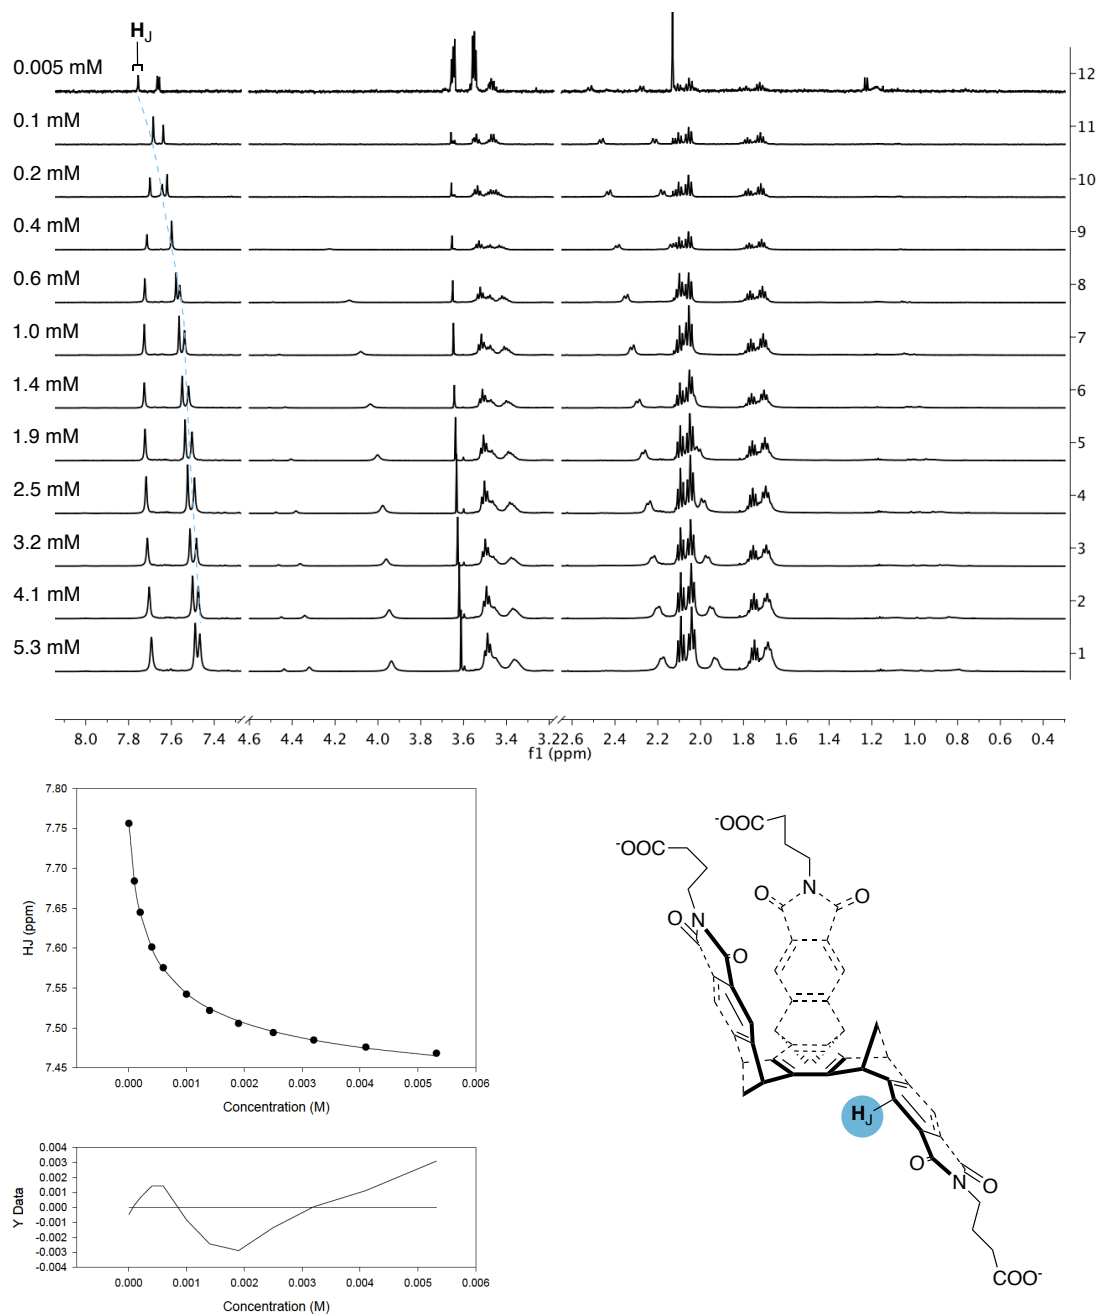 HJ
0.005 mM
12
0.1 mM
11
0.2 mM
10
0.4 mM
9
0.6 mM
8
1.0 mM
7
1.4 mM
6
1.9 mM
5
2.5 mM
4
3.2 mM
3
4.1 mM
2
5.3 mM
1
8.0 7.8 7.6 7.4 4.6 4.4 4.2 4.0 3.8 3.6 3.4 3.2 2.6 2.4 2.2 2.0 1.8 1.6 1.4 1.2 1.0 0.8 0.6 0.4
f1 (ppm)
7.80
7.75
7.70
7.65
7.60
7.55
7.50
7.45
HJ (ppm)
0.000 0.001 0.002 0.003 0.004 0.005 0.006
Concentration (M)
0.004
0.003
0.002
0.001
0.000
-0.001
-0.002
-0.003
-0.004
Y Data
0.000 0.001 0.002 0.003 0.004 0.005 0.006
Concentration (M)
-OOC
-OOC
N
O O
O N
O
HJ
O
N O
COO-